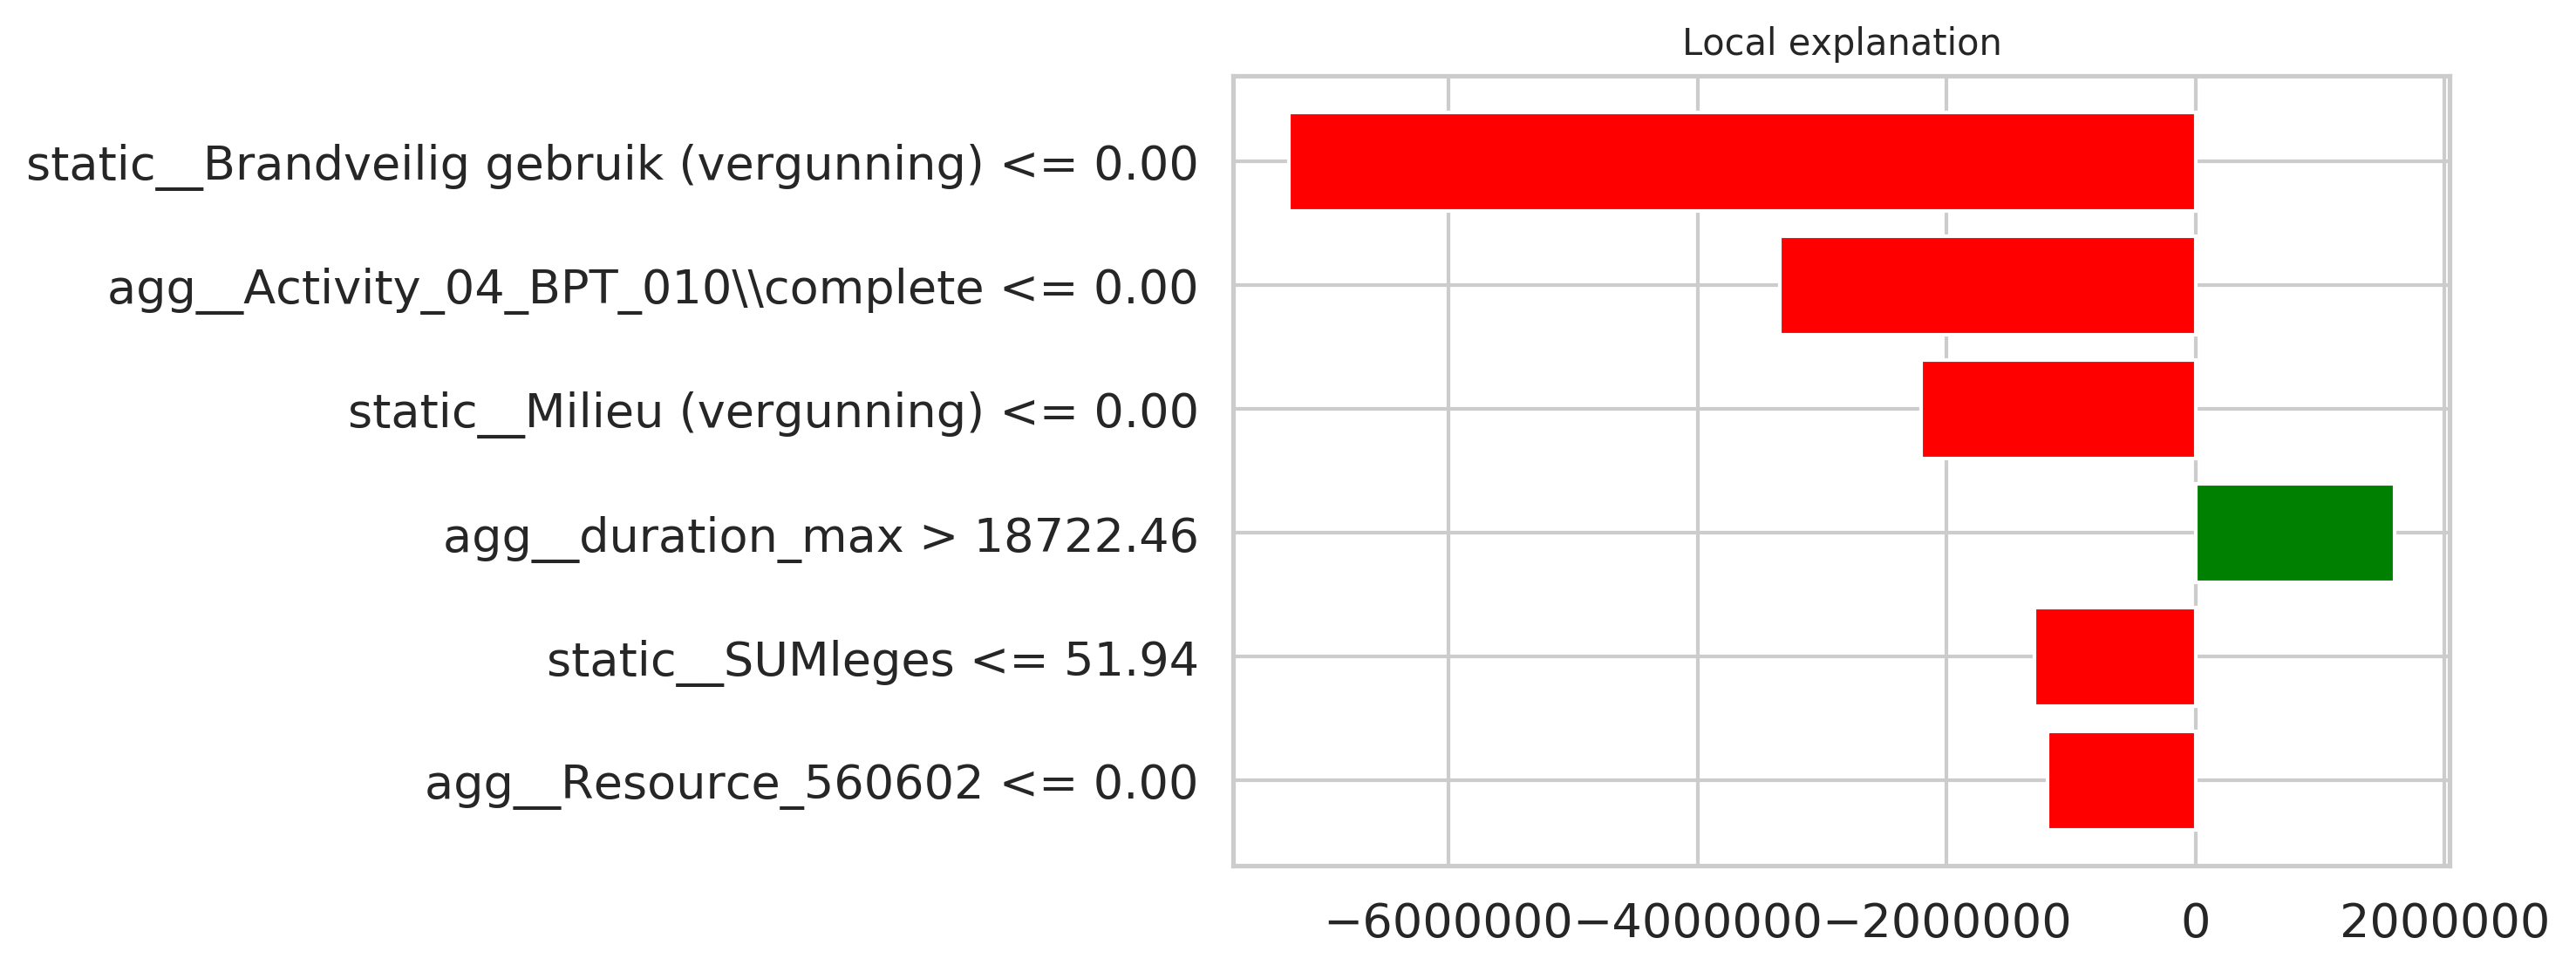 Local explanation
static__Brandveilig gebruik (vergunning) <= 0.00
agg__Activity_04_BPT_010\\complete <= 0.00
static__Milieu (vergunning) <= 0.00
agg__duration_max > 18722.46
static__SUMleges <= 51.94
agg__Resource_560602 <= 0.00
−6000000−4000000−2000000 0 2000000